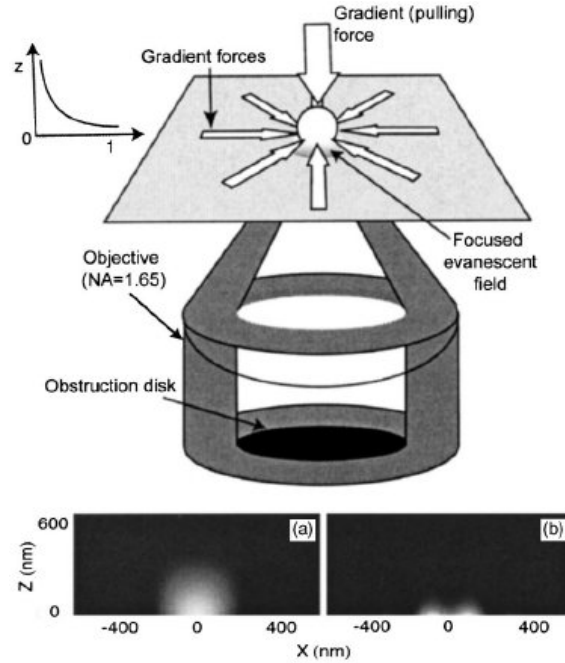 Gradient (pulling)
force
Gradient forces
z
0
1
Focused
evanescent
field
Objective
(NA=1.65)
Obstruction disk
600
(a)
(b)
Z (nm)
0
-400
0
400
-400
0
400
X (nm)